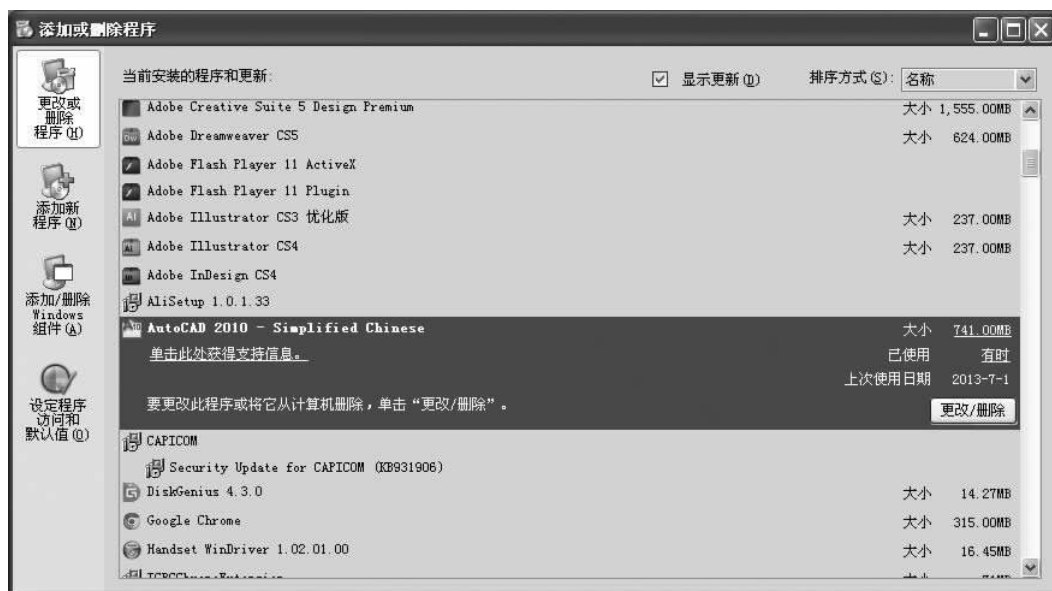 添加或删除程序
更改或
删除
程序(H)
添加新
程序(N)
添加/删除
Windows
组件(A)
设定程序
访问和
默认值(O)
当前安装的程序和更新:
显示更新(D)
排序方式(S): 名称
Adobe Creative Suite 5 Design Premium 大小 1,555.00MB
Adobe Dreamweaver CS5 大小 624.00MB
Adobe Flash Player 11 ActiveX
Adobe Flash Player 11 Plugin
Adobe Illustrator CS3 优化版 大小 237.00MB
Adobe Illustrator CS4 大小 237.00MB
Adobe InDesign CS4
AliSetup 1.0.1.33
AutoCAD 2010 - Simplified Chinese 大小 741.00MB
单击此处获得支持信息。 已使用 有时
上次使用日期 2013-7-1
要更改此程序或将它从计算机删除，单击“更改/删除”。
更改/删除
CAPICOM
Security Update for CAPICOM (KB931906)
DiskGenius 4.3.0 大小 14.27MB
Google Chrome 大小 315.00MB
Handset WinDriver 1.02.01.00 大小 16.45MB